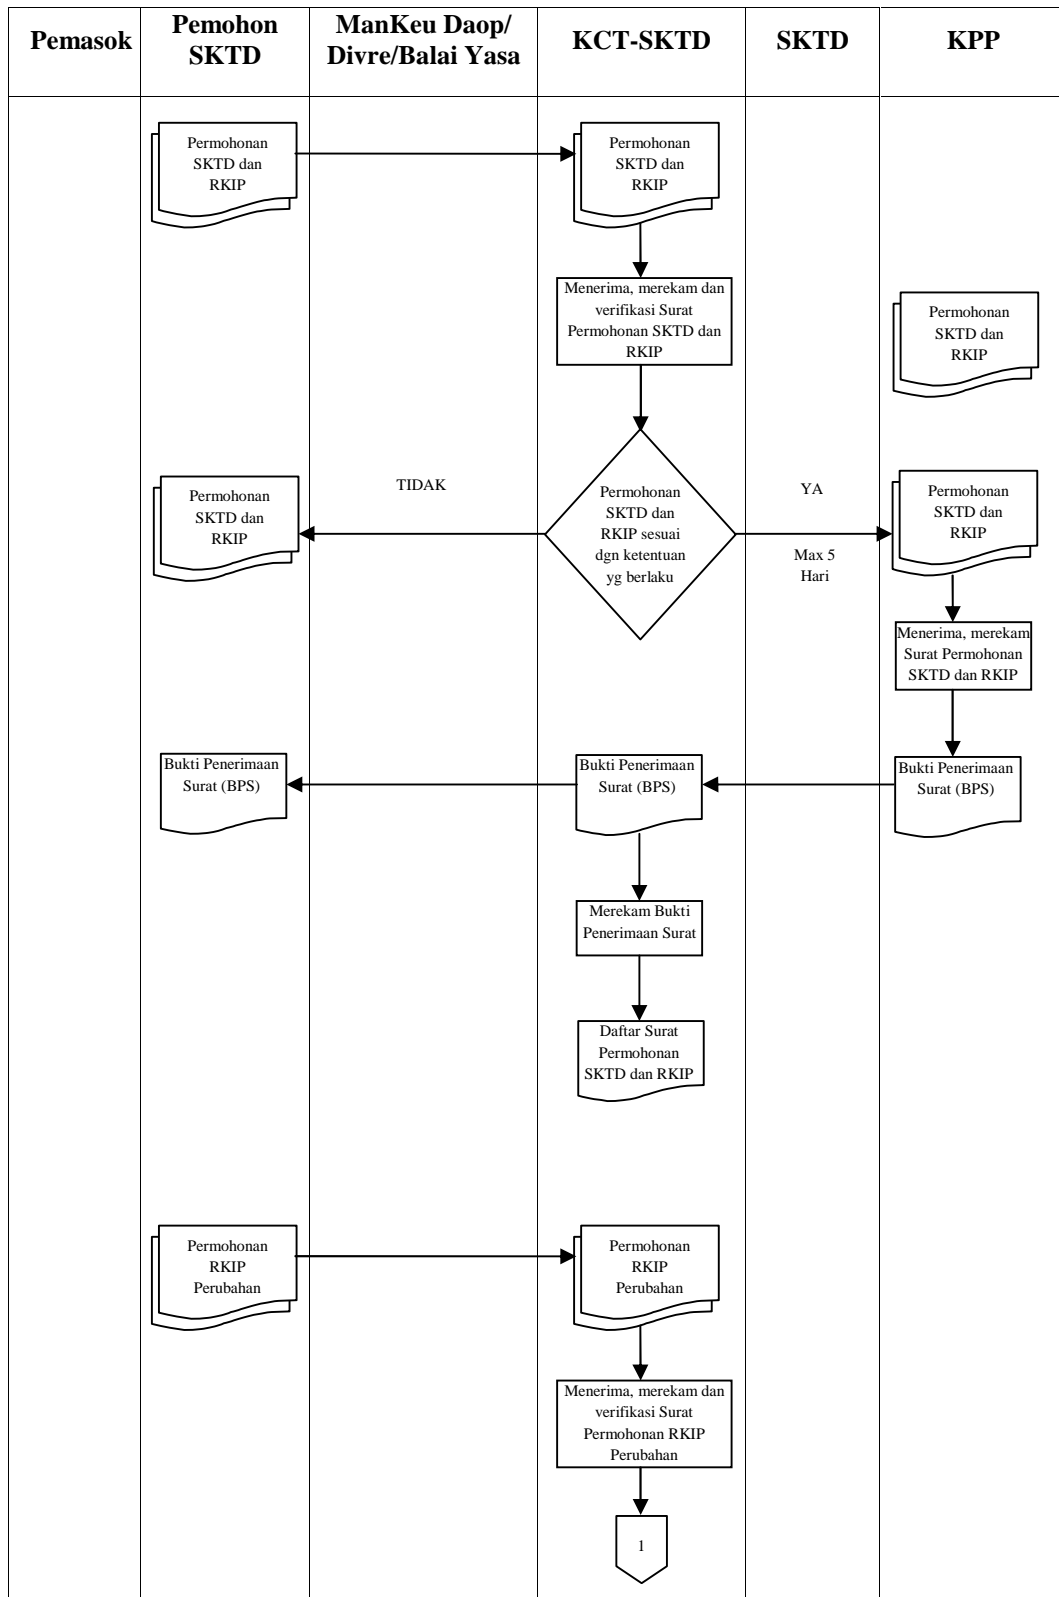 Pemasok
Pemohon
SKTD
ManKeu Daop/
Divre/Balai Yasa
KCT-SKTD
SKTD
KPP
Permohonan
SKTD dan
RKIP
Permohonan
SKTD dan
RKIP
Menerima, merekam dan
verifikasi Surat
Permohonan SKTD dan
RKIP
Permohonan
SKTD dan
RKIP
Permohonan
SKTD dan
RKIP
TIDAK
Permohonan
SKTD dan
RKIP sesuai
dgn ketentuan
yg berlaku
YA
Max 5
Hari
Permohonan
SKTD dan
RKIP
Menerima, merekam
Surat Permohonan
SKTD dan RKIP
Bukti Penerimaan
Surat (BPS)
Bukti Penerimaan
Surat (BPS)
Bukti Penerimaan
Surat (BPS)
Merekam Bukti
Penerimaan Surat
Daftar Surat
Permohonan
SKTD dan RKIP
Permohonan
RKIP
Perubahan
Permohonan
RKIP
Perubahan
Menerima, merekam dan
verifikasi Surat
Permohonan RKIP
Perubahan
1